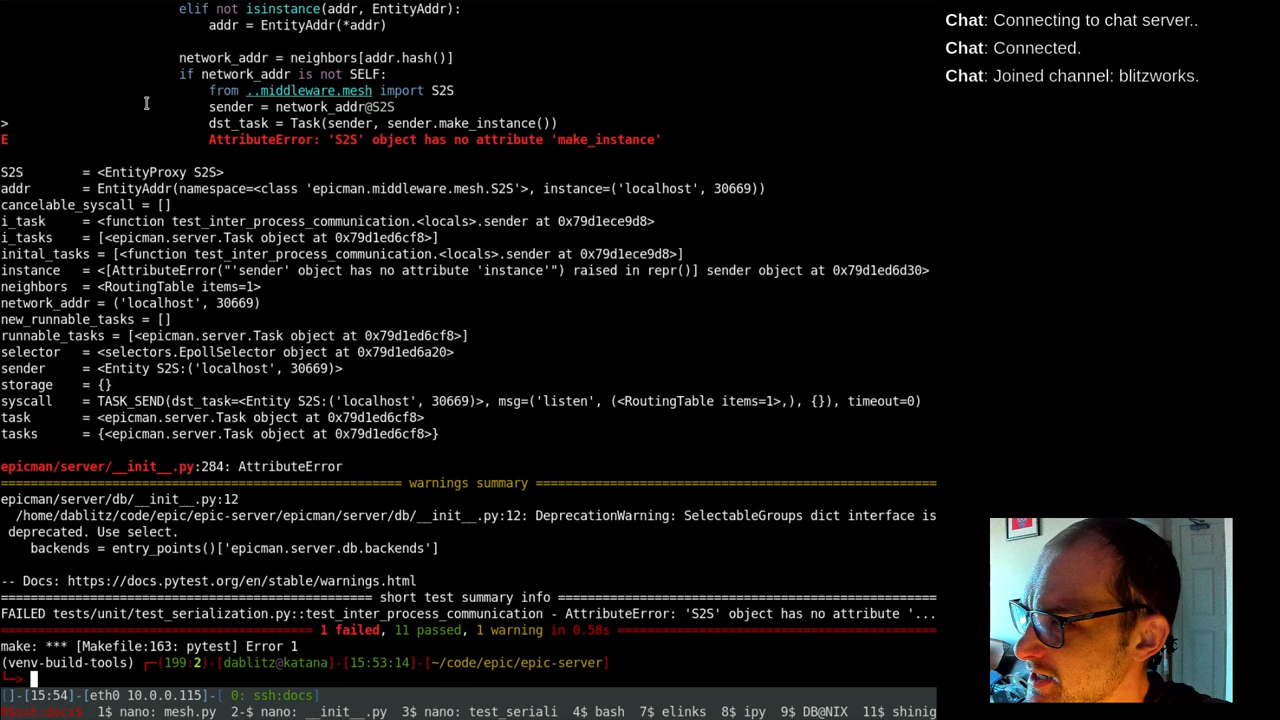 elif not isinstance(addr, EntityAddr):
addr = EntityAddr(*addr)
network_addr = neighbors[addr.hash()]
if network_addr is not SELF:
from ..middleware.mesh import S2S
sender = network_addr@S2S
> dst_task = Task(sender, sender.make_instance())
E AttributeError: 'S2S' object has no attribute 'make_instance'
S2S = <EntityProxy S2S>
addr = EntityAddr(namespace=<class 'epicman.middleware.mesh.S2S'>, instance=('localhost', 30669))
cancelable_syscall = []
i_task = <function test_inter_process_communication.<locals>.sender at 0x79d1ece9d8>
i_tasks = [<epicman.server.Task object at 0x79d1ed6cf8>]
inital_tasks = [<function test_inter_process_communication.<locals>.sender at 0x79d1ece9d8>]
instance = <[AttributeError("'sender' object has no attribute 'instance'") raised in repr()] sender object at 0x79d1ed6d30>
neighbors = <RoutingTable items=1>
network_addr = ('localhost', 30669)
new_runnable_tasks = []
runnable_tasks = [<epicman.server.Task object at 0x79d1ed6cf8>]
selector = <selectors.EpollSelector object at 0x79d1ed6a20>
sender = <Entity S2S:('localhost', 30669)>
storage = {}
syscall = TASK_SEND(dst_task=<Entity S2S:('localhost', 30669)>, msg=('listen', (<RoutingTable items=1>,), {}), timeout=0)
task = <epicman.server.Task object at 0x79d1ed6cf8>
tasks = {<epicman.server.Task object at 0x79d1ed6cf8>}
epicman/server/__init__.py:284: AttributeError
warnings summary
epicman/server/db/__init__.py:12
/home/dablitz/code/epic/epic-server/epicman/server/db/__init__.py:12: DeprecationWarning: SelectableGroups dict interface is
deprecated. Use select.
backends = entry_points()['epicman.server.db.backends']
-- Docs: https://docs.pytest.org/en/stable/warnings.html
short test summary info
FAILED tests/unit/test_serialization.py::test_inter_process_communication - AttributeError: 'S2S' object has no attribute '...
1 failed, 11 passed, 1 warning in 0.58s
make: *** [Makefile:163: pytest] Error 1
(venv-build-tools) ┌─(199:2)-[dablitz@katana]-[15:53:14]-[~/code/epic/epic-server]
└─>
[]-[15:54]-[eth0 10.0.0.115]-[ 0: ssh:docs]
0$ssh:docs$ 1$ nano: mesh.py 2-$ nano: __init__.py 3$ nano: test_seriali 4$ bash 7$ elinks 8$ ipy 9$ DB@NIX 11$ shinig
Chat: Connecting to chat server..
Chat: Connected.
Chat: Joined channel: blitzworks.